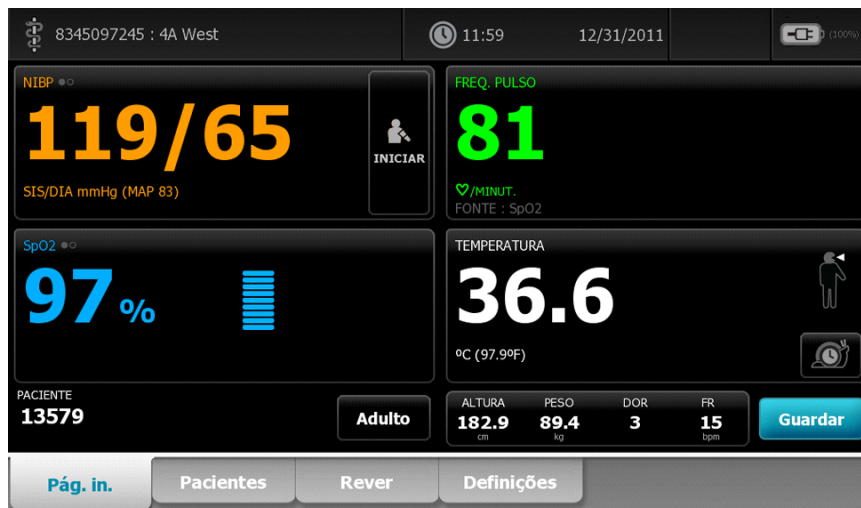 8345097245 : 4A West
11:59
12/31/2011
(100%)
NIBP
119/65
SIS/DIA mmHg (MAP 83)
INICIAR
FREQ. PULSO
81
/MINUT.
FONTE : SpO2
SpO2
97 %
TEMPERATURA
36.6
ºC (97.9ºF)
PACIENTE
13579
Adulto
ALTURA PESO DOR FR
182.9 89.4 3 15
cm kg bpm
Guardar
Pág. in. Pacientes Rever Definições